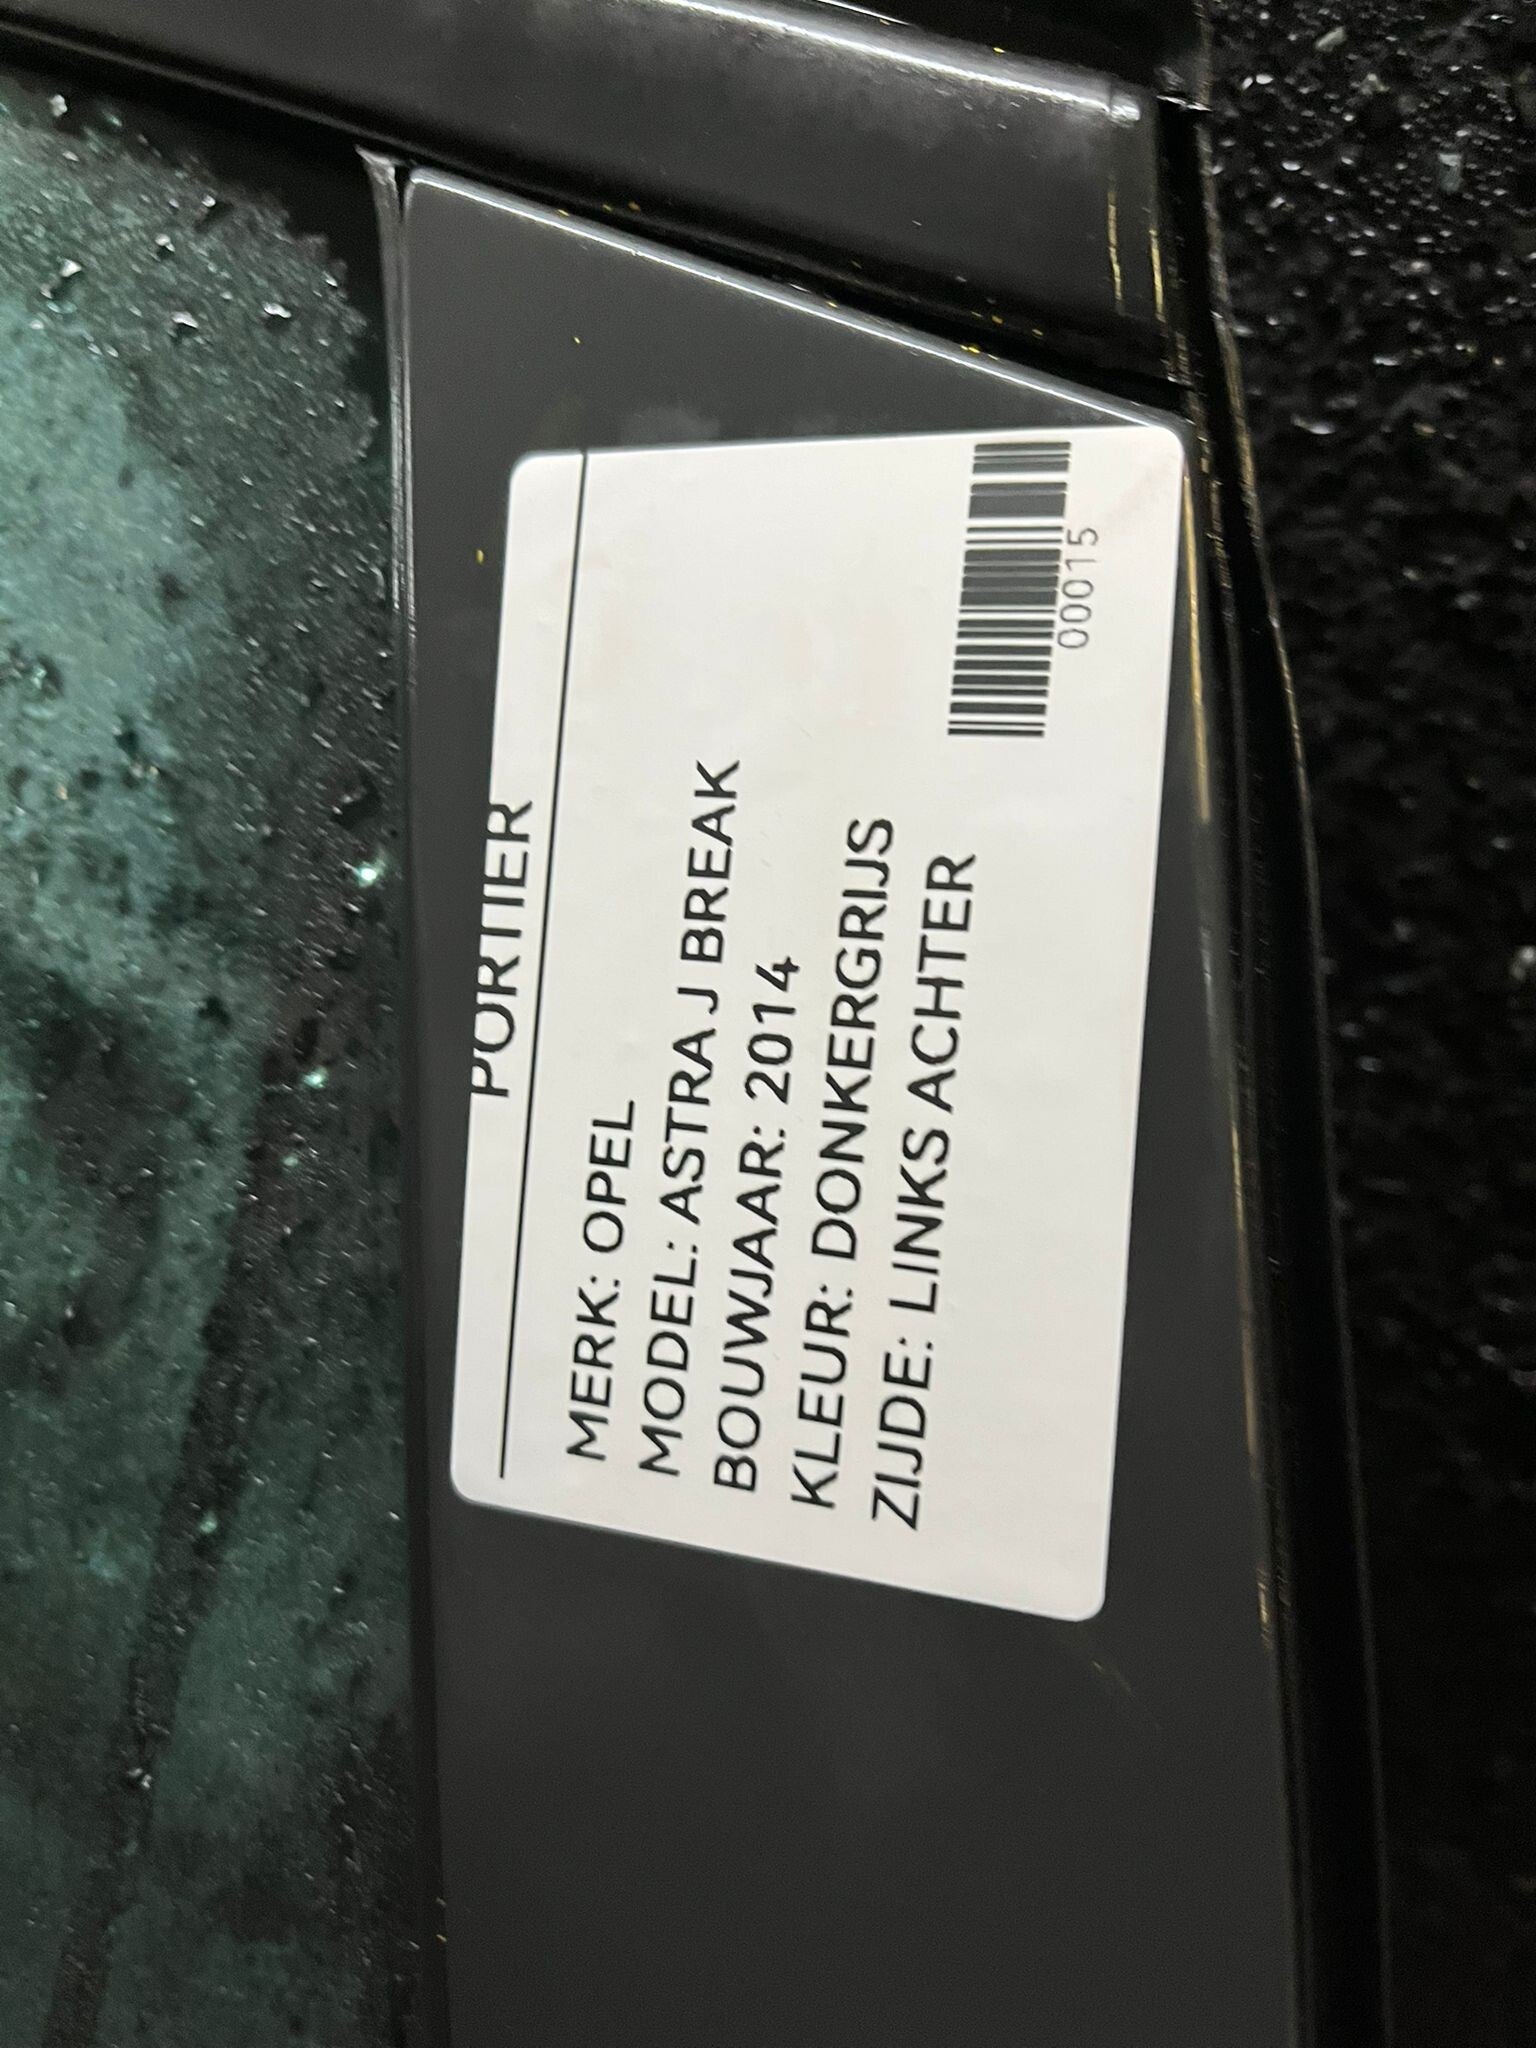 PORTIER
MERK: OPEL
MODEL: ASTRA J BREAK
BOUWJAAR: 2014
KLEUR: DONKERGRIJS
ZIJDE: LINKS ACHTER
00015